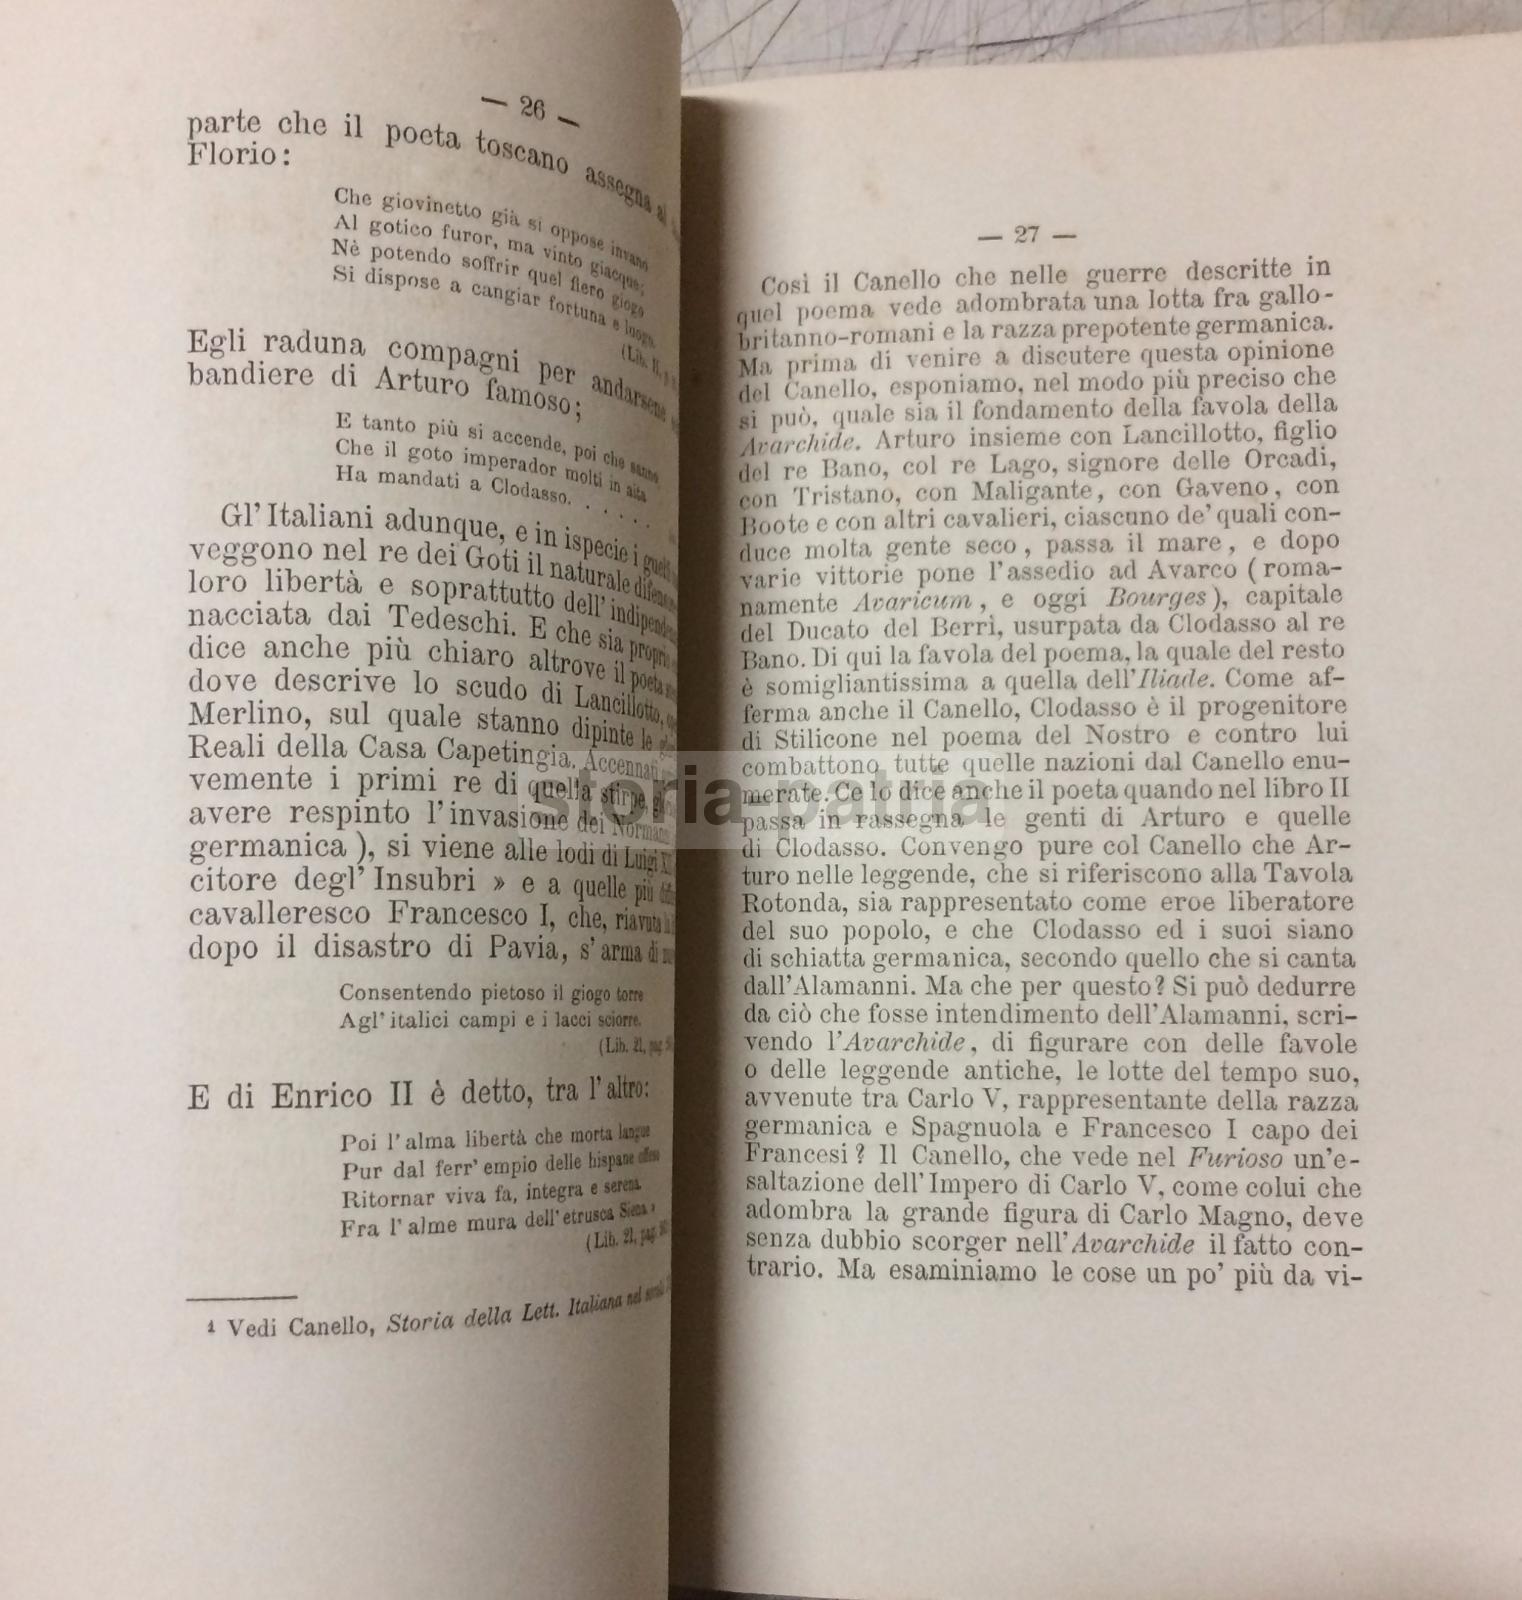 — 26 —
parte che il poeta toscano assegna al
Florio:
Che giovinetto già si oppose invano
Al gotico furor, ma vinto giacque;
Nè potendo soffrir quel fiero giogo
Si dispose a cangiar fortuna e luogo.
(Lib. II,
Egli raduna compagni per andarsene
bandiere di Arturo famoso;
E tanto più si accende, poi che sanno
Che il goto imperador molti in aita
Ha mandati a Clodasso. . . . . .
Gl'Italiani adunque, e in ispecie i guelfi
veggono nel re dei Goti il naturale difensore
loro libertà e soprattutto dell'indipendenza
nacciata dai Tedeschi. E che sia proprio
dice anche più chiaro altrove il poeta
dove descrive lo scudo di Lancillotto,
Merlino, sul quale stanno dipinte le
Reali della Casa Capetingia. Accennati
vemente i primi re di quella stirpe,
avere respinto l'invasione dei Normanni
germanica), si viene alle lodi di Luigi
citore degl'Insubri » e a quelle più
cavalleresco Francesco I, che, riavuta
dopo il disastro di Pavia, s'arma di
Consentendo pietoso il giogo torre
Agl'italici campi e i lacci sciorre.
(Lib. 21, pag.
E di Enrico II è detto, tra l'altro:
Poi l'alma libertà che morta langue
Pur dal ferr'empio delle hispane offese
Ritornar viva fa, integra e serena
Fra l'alme mura dell'etrusca Siena
(Lib. 21, pag.
1 Vedi Canello, Storia della Lett. Italiana nel
— 27 —
Così il Canello che nelle guerre descritte in
quel poema vede adombrata una lotta fra gallo-
britanno-romani e la razza prepotente germanica.
Ma prima di venire a discutere questa opinione
del Canello, esponiamo, nel modo più preciso che
si può, quale sia il fondamento della favola della
Avarchide. Arturo insieme con Lancillotto, figlio
del re Bano, col re Lago, signore delle Orcadi,
con Tristano, con Maligante, con Gaveno, con
Boote e con altri cavalieri, ciascuno de' quali con-
duce molta gente seco, passa il mare, e dopo
varie vittorie pone l'assedio ad Avarco (roma-
namente Avaricum, e oggi Bourges), capitale
del Ducato del Berri, usurpata da Clodasso al re
Bano. Di qui la favola del poema, la quale del resto
è somigliantissima a quella dell'Iliade. Come af-
ferma anche il Canello, Clodasso è il progenitore
di Stilicone nel poema del Nostro e contro lui
combattono tutte quelle nazioni dal Canello enu-
merate. Ce lo dice anche il poeta quando nel libro II
passa in rassegna le genti di Arturo e quelle
di Clodasso. Convengo pure col Canello che Ar-
turo nelle leggende, che si riferiscono alla Tavola
Rotonda, sia rappresentato come eroe liberatore
del suo popolo, e che Clodasso ed i suoi siano
di schiatta germanica, secondo quello che si canta
dall'Alamanni. Ma che per questo? Si può dedurre
da ciò che fosse intendimento dell'Alamanni, scri-
vendo l'Avarchide, di figurare con delle favole
o delle leggende antiche, le lotte del tempo suo,
avvenute tra Carlo V, rappresentante della razza
germanica e Spagnuola e Francesco I capo dei
Francesi? Il Canello, che vede nel Furioso un'e-
saltazione dell'Impero di Carlo V, come colui che
adombra la grande figura di Carlo Magno, deve
senza dubbio scorger nell'Avarchide il fatto con-
trario. Ma esaminiamo le cose un po' più da vi-
storia-patria